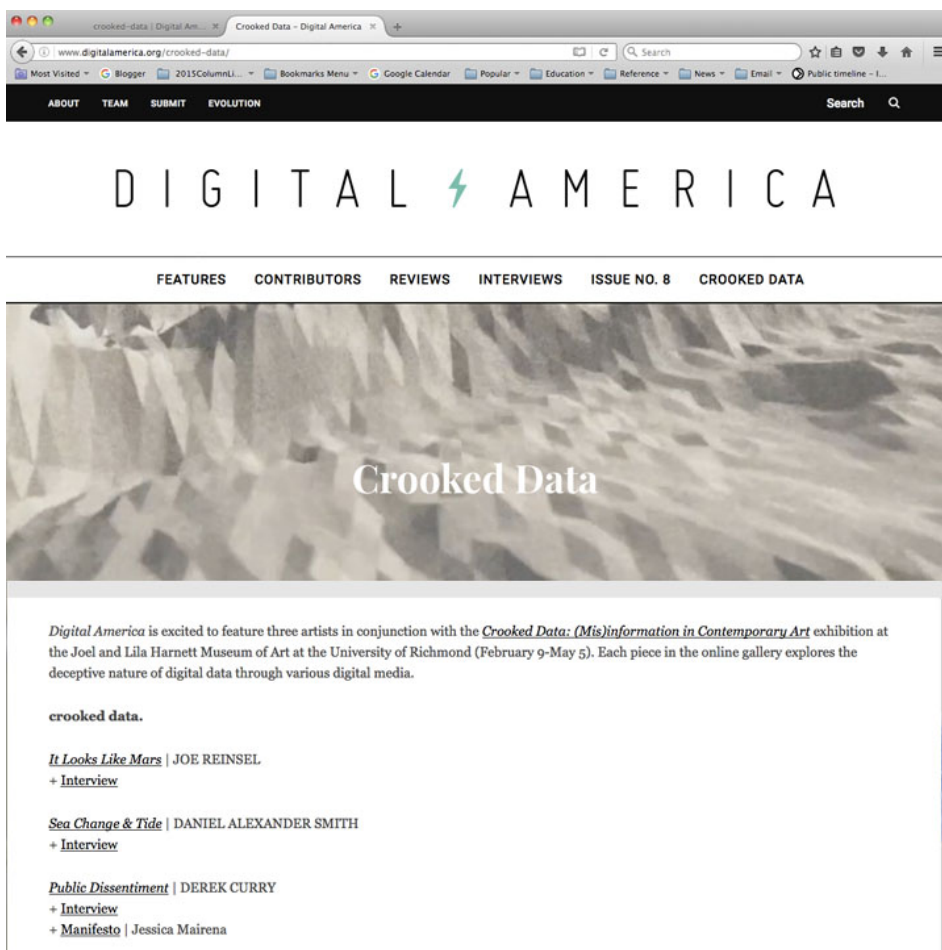 crooked-data | Digital Am...
Crooked Data – Digital America
www.digitalamerica.org/crooked-data/
Search
Most Visited
Blogger
2015ColumnLi...
Bookmarks Menu
Google Calendar
Popular
Education
Reference
News
Email
Public timeline – I...
ABOUT TEAM SUBMIT EVOLUTION Search
DIGITAL AMERICA
FEATURES CONTRIBUTORS REVIEWS INTERVIEWS ISSUE NO. 8 CROOKED DATA
Crooked Data
Digital America is excited to feature three artists in conjunction with the Crooked Data: (Mis)information in Contemporary Art exhibition at
the Joel and Lila Harnett Museum of Art at the University of Richmond (February 9-May 5). Each piece in the online gallery explores the
deceptive nature of digital data through various digital media.
crooked data.
It Looks Like Mars | JOE REINSEL
+ Interview
Sea Change & Tide | DANIEL ALEXANDER SMITH
+ Interview
Public Dissentiment | DEREK CURRY
+ Interview
+ Manifesto | Jessica Mairena